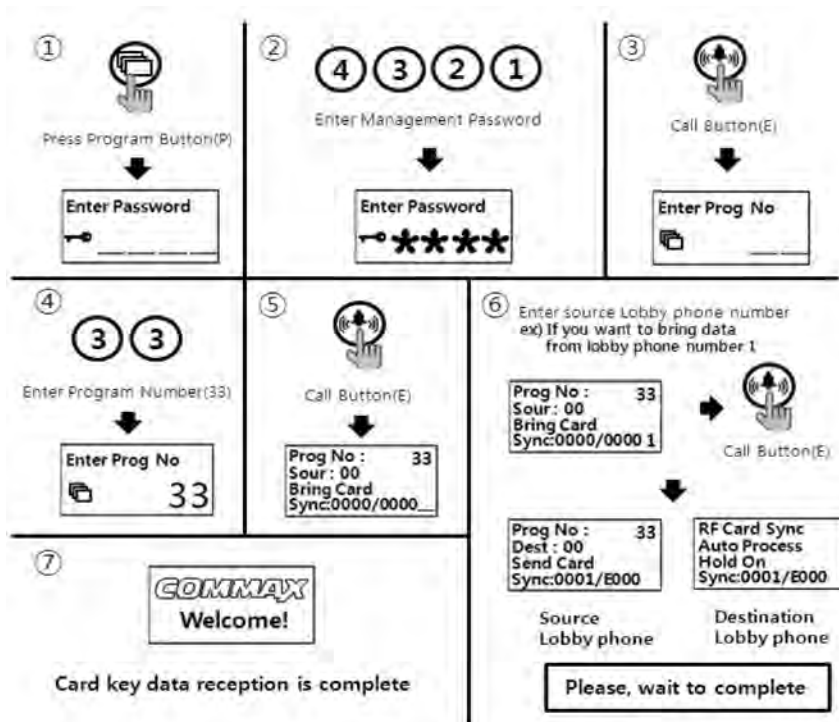 ①
Press Program Button(P)
Enter Password
②
4 3 2 1
Enter Management Password
Enter Password
****
③
Call Button(E)
Enter Prog No
④
3 3
Enter Program Number(33)
Enter Prog No
33
⑤
Call Button(E)
Prog No : 33
Sour : 00
Bring Card
Sync:0000/0000__
⑥
Enter source Lobby phone number
ex) If you want to bring data
from lobby phone number 1
Prog No : 33
Sour : 00
Bring Card
Sync:0000/0000 1
Call Button(E)
Prog No : 33
Dest : 00
Send Card
Sync:0001/E000
Source
Lobby phone
RF Card Sync
Auto Process
Hold On
Sync:0001/E000
Destination
Lobby phone
Please, wait to complete
⑦
COMMAX
Welcome!
Card key data reception is complete